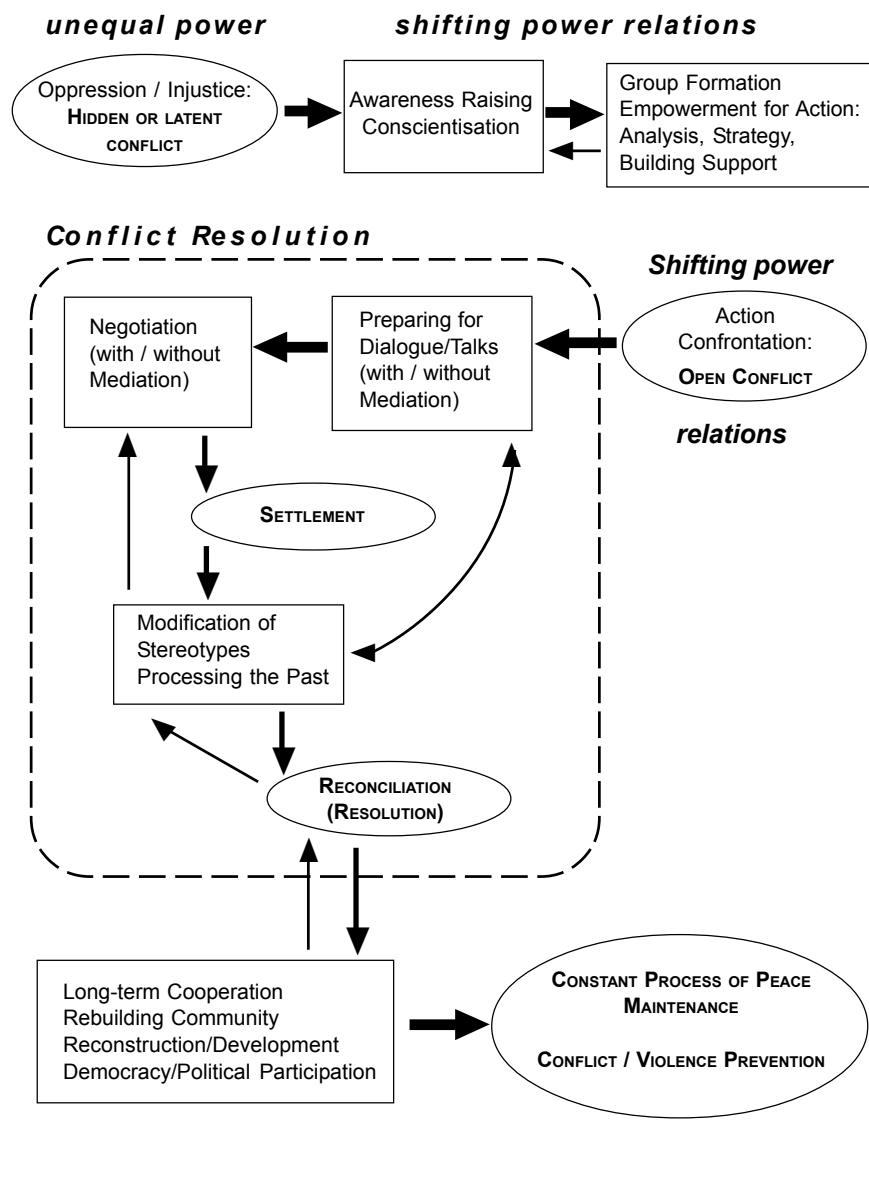 unequal power
shifting power relations
Oppression / Injustice:
HIDDEN OR LATENT
CONFLICT
Awareness Raising
Conscientisation
Group Formation
Empowerment for Action:
Analysis, Strategy,
Building Support
Conflict Resolution
Shifting power
Negotiation
(with / without
Mediation)
Preparing for
Dialogue/Talks
(with / without
Mediation)
Action
Confrontation:
OPEN CONFLICT
relations
SETTLEMENT
Modification of
Stereotypes
Processing the Past
RECONCILIATION
(RESOLUTION)
Long-term Cooperation
Rebuilding Community
Reconstruction/Development
Democracy/Political Participation
CONSTANT PROCESS OF PEACE
MAINTENANCE
CONFLICT / VIOLENCE PREVENTION